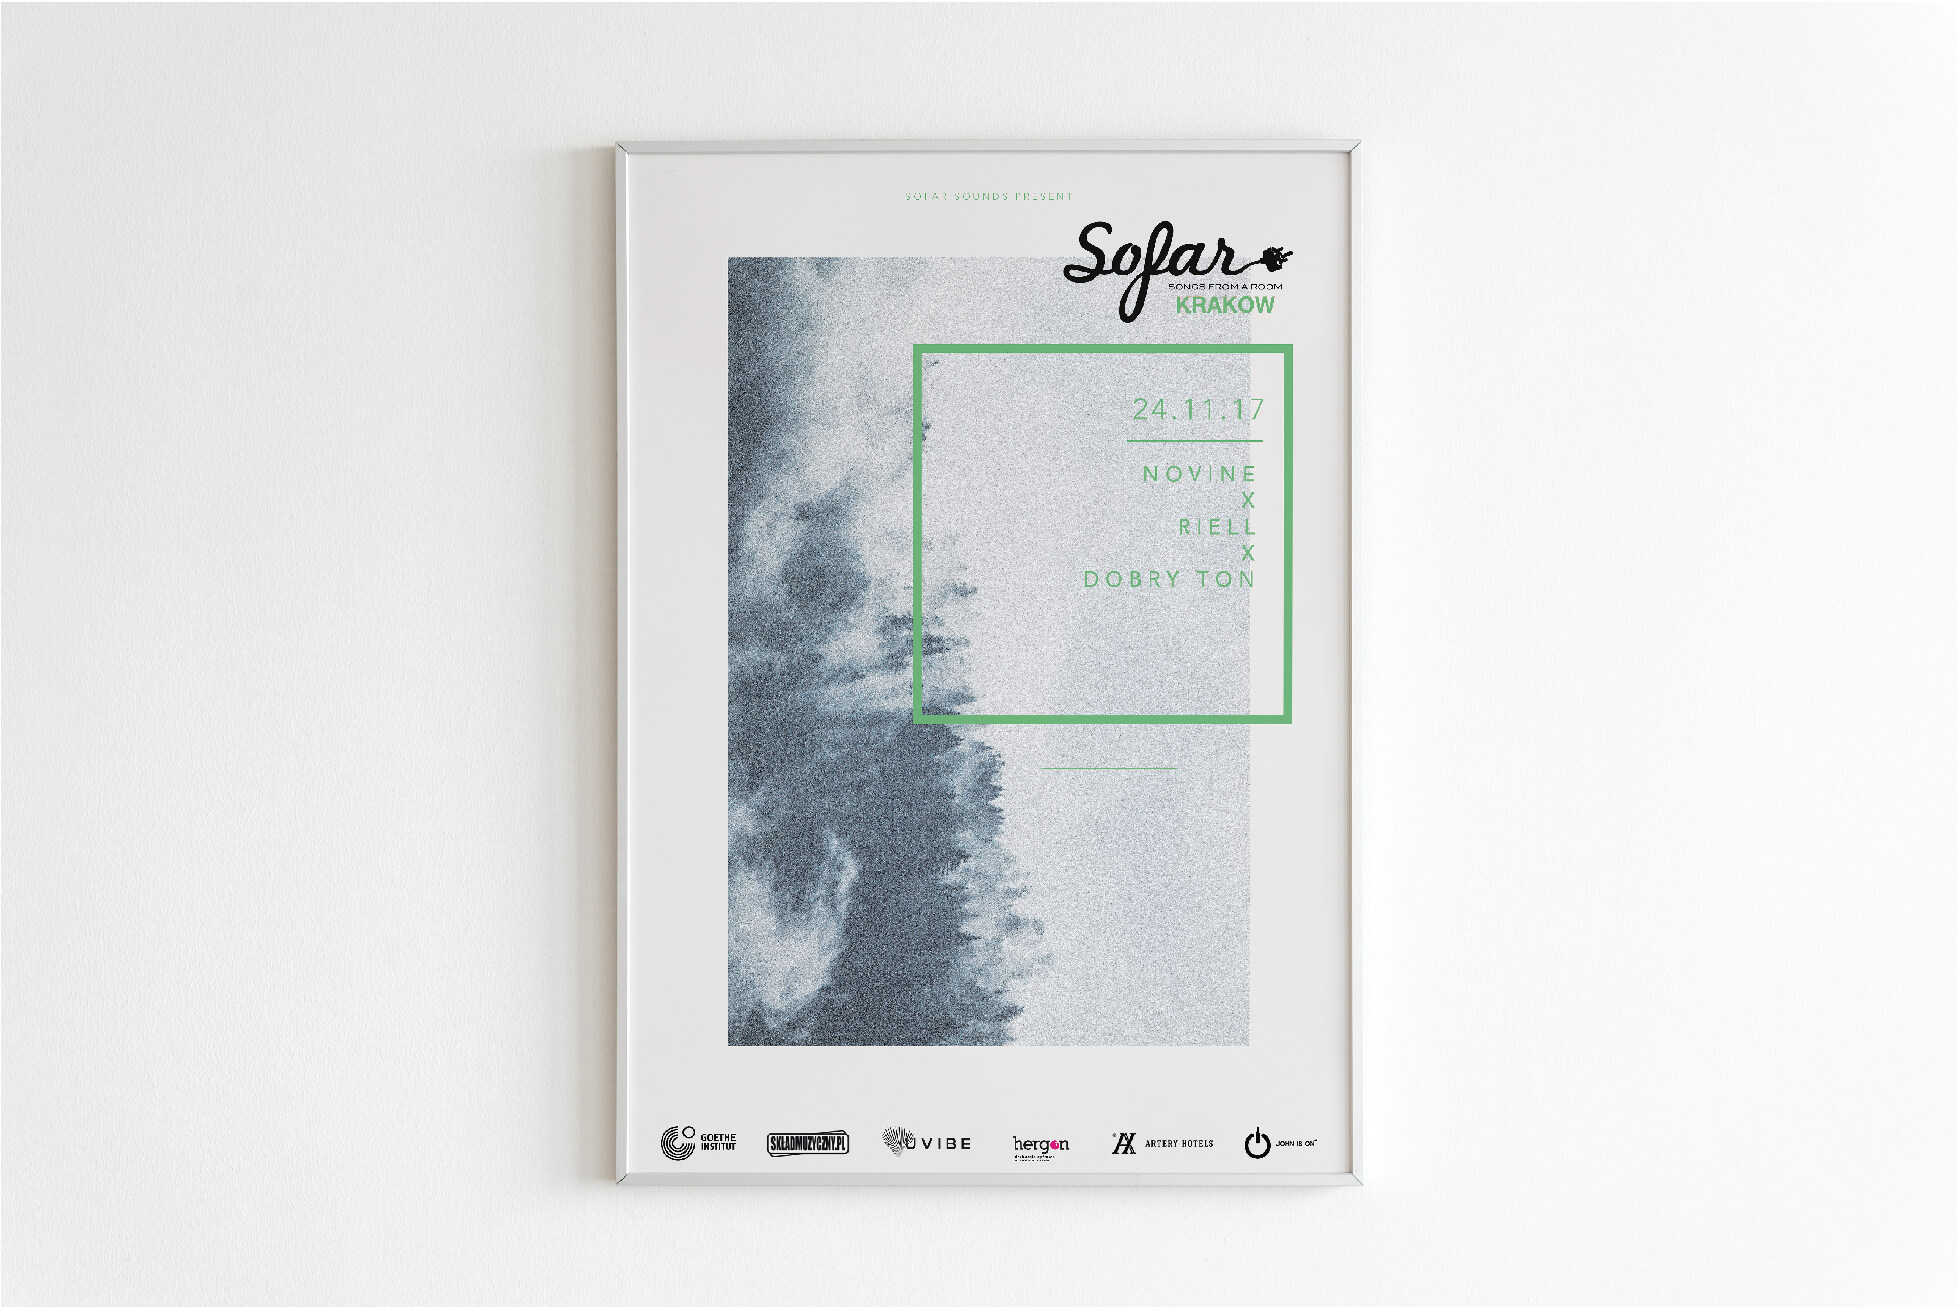 SOFAR SOUNDS PRESENT
Sofar
SONGS FROM A ROOM
KRAKOW
24.11.17
NOVINE
X
RIELL
X
DOBRY TON
GOETHE
INSTITUT
SKŁADMUZYCZNY.PL
VIBE
hergon
ARTERY HOTELS
JOHN IS ON